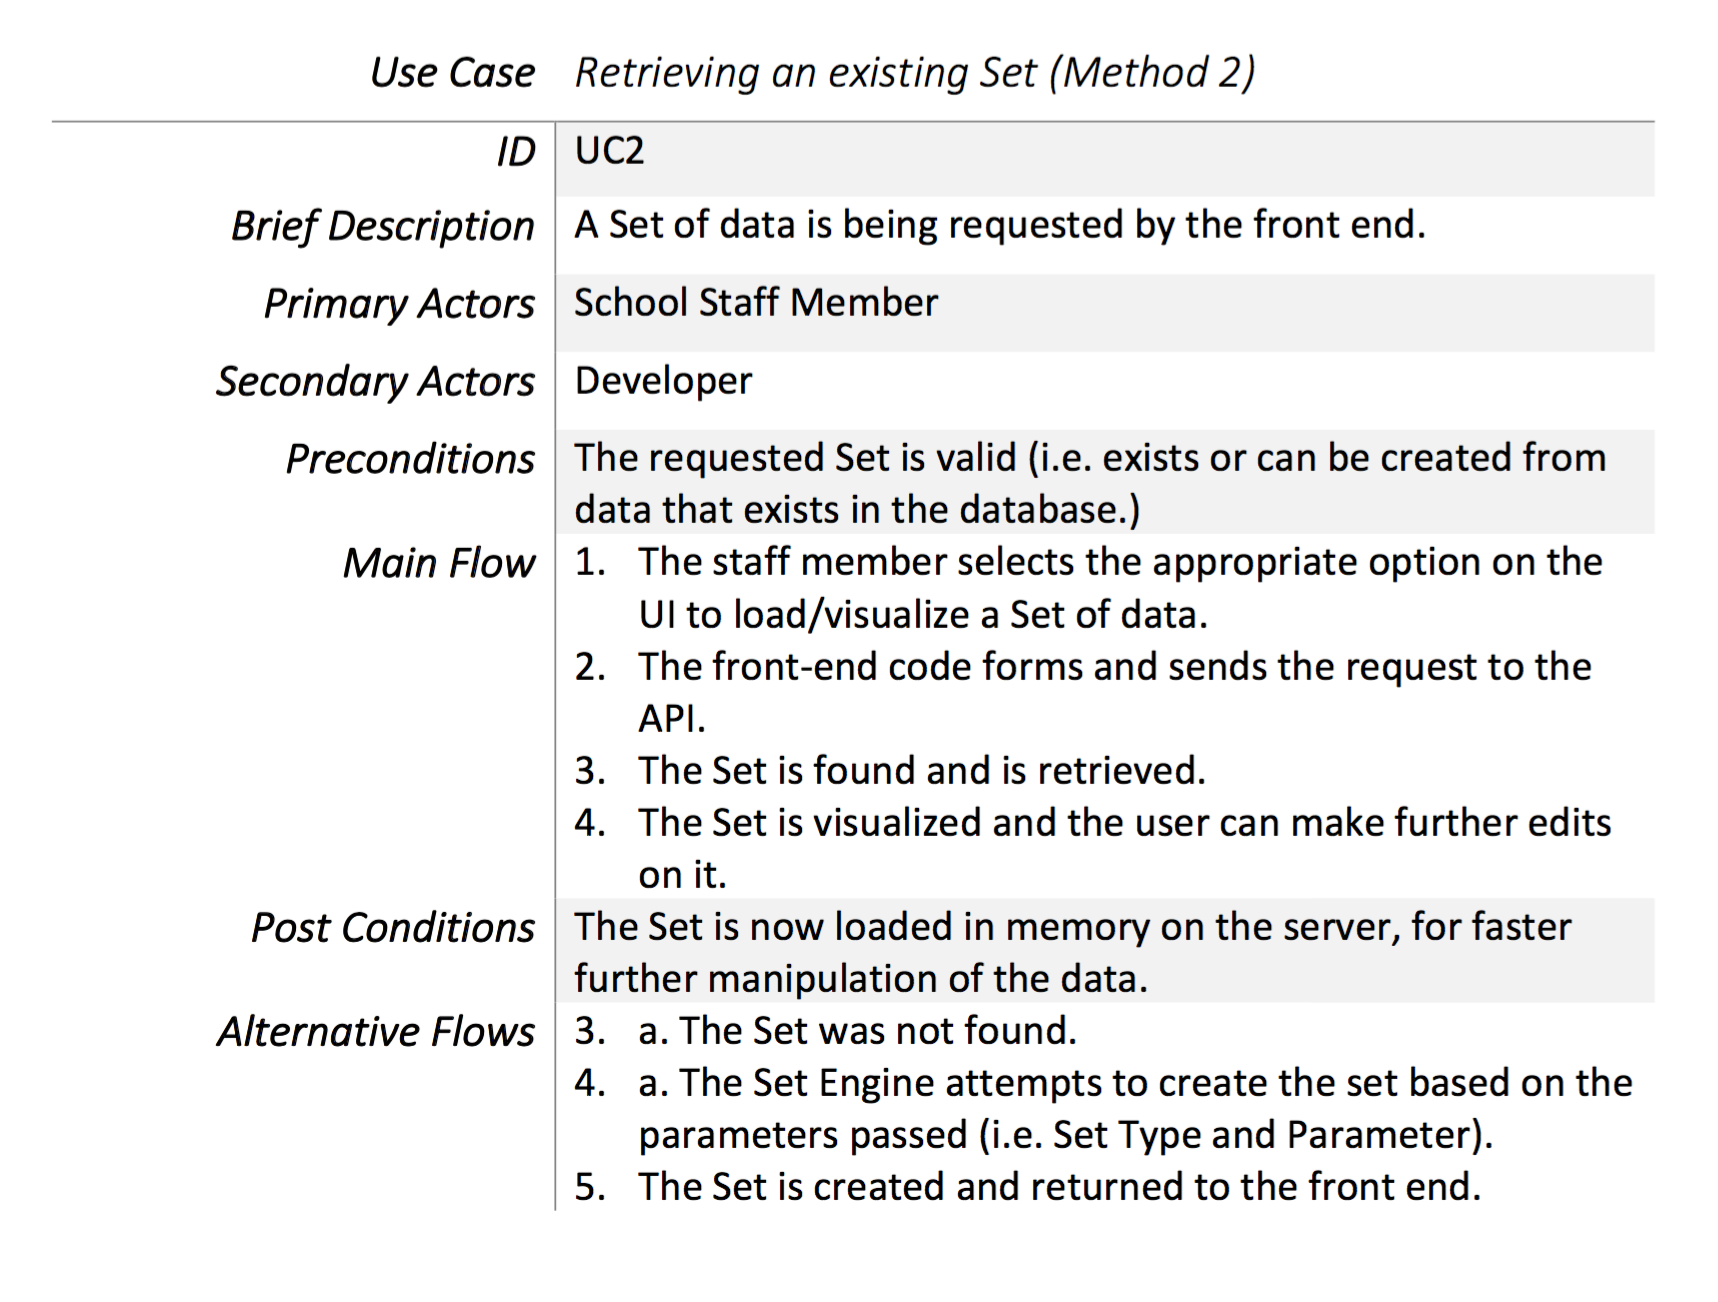 Use Case Retrieving an existing Set (Method 2)
ID UC2
Brief Description A Set of data is being requested by the front end.
Primary Actors School Staff Member
Secondary Actors Developer
Preconditions The requested Set is valid (i.e. exists or can be created from
data that exists in the database.)
Main Flow 1. The staff member selects the appropriate option on the
UI to load/visualize a Set of data.
2. The front-end code forms and sends the request to the
API.
3. The Set is found and is retrieved.
4. The Set is visualized and the user can make further edits
on it.
Post Conditions The Set is now loaded in memory on the server, for faster
further manipulation of the data.
Alternative Flows 3. a. The Set was not found.
4. a. The Set Engine attempts to create the set based on the
parameters passed (i.e. Set Type and Parameter).
5. The Set is created and returned to the front end.